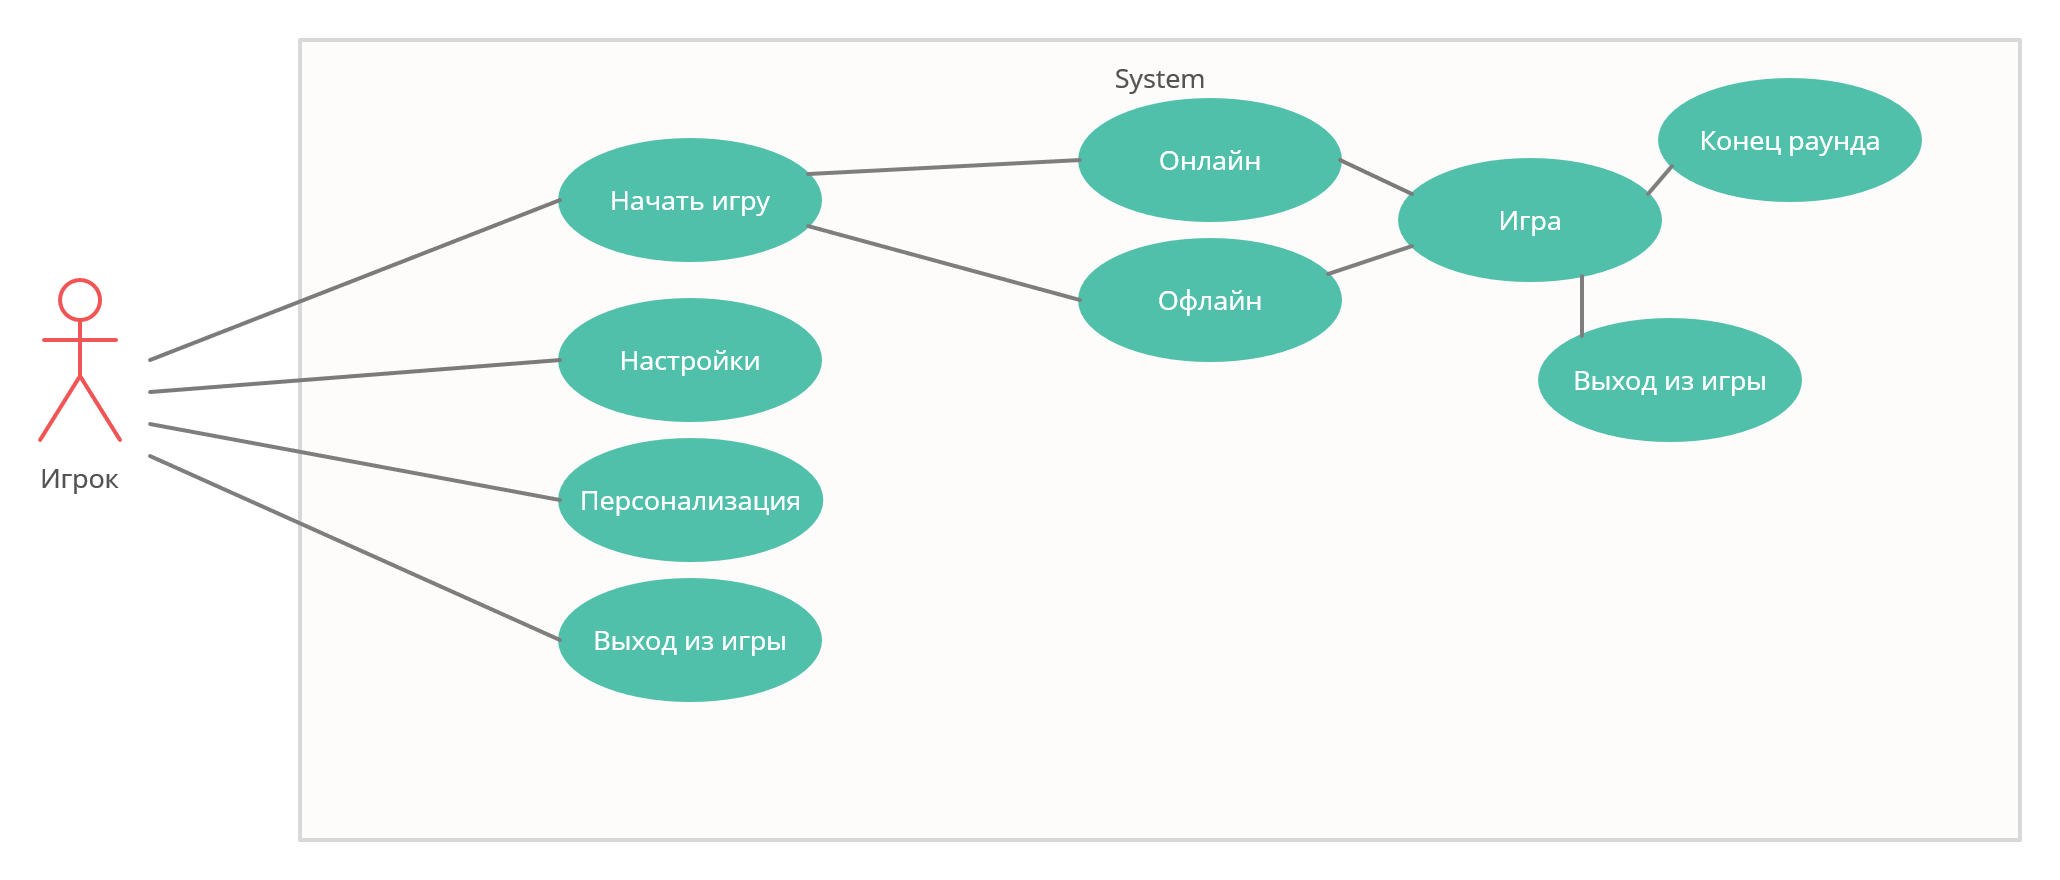 System
Конец раунда
Онлайн
Начать игру
Игра
Офлайн
Настройки
Выход из игры
Игрок
Персонализация
Выход из игры